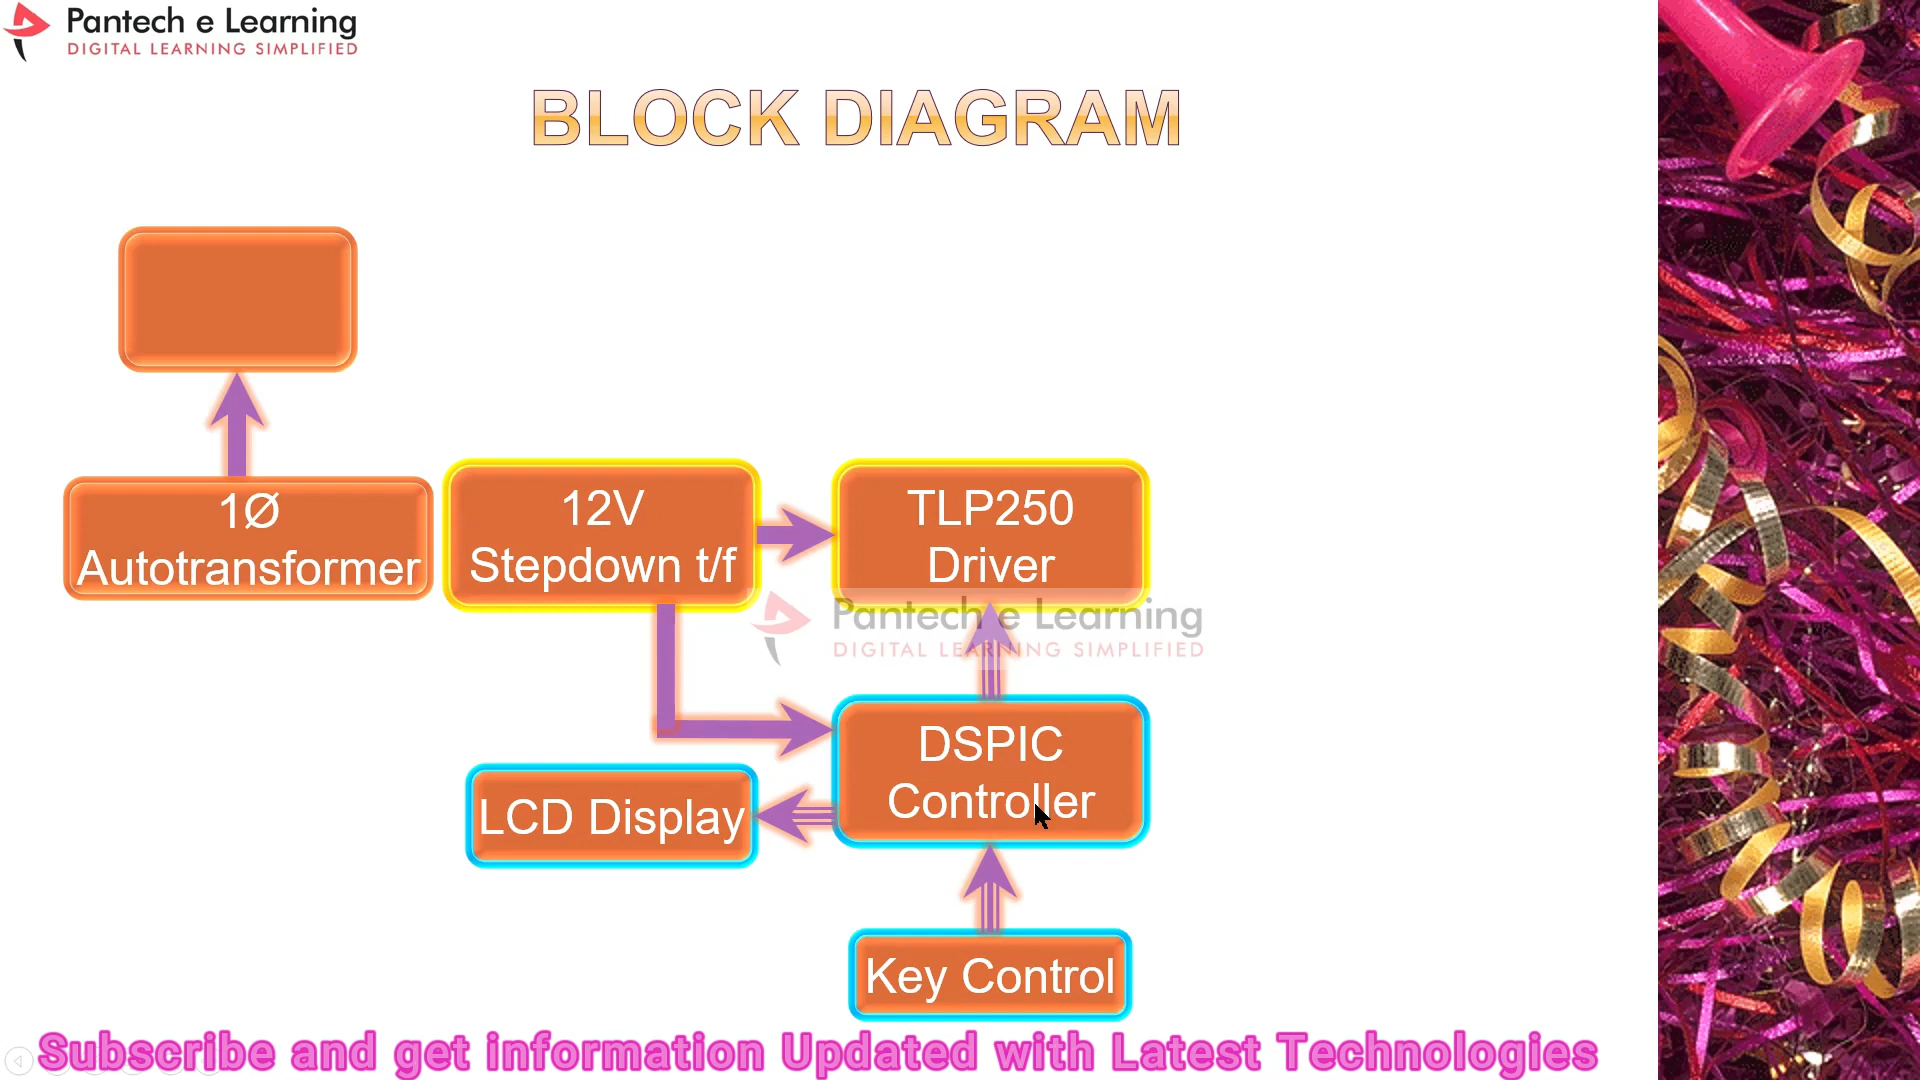 Pantech e Learning
DIGITAL LEARNING SIMPLIFIED
BLOCK DIAGRAM
1Ø
Autotransformer
12V
Stepdown t/f
TLP250
Driver
Pantech e Learning
DIGITAL LEARNING SIMPLIFIED
DSPIC
Controller
LCD Display
Key Control
Subscribe and get information Updated with Latest Technologies